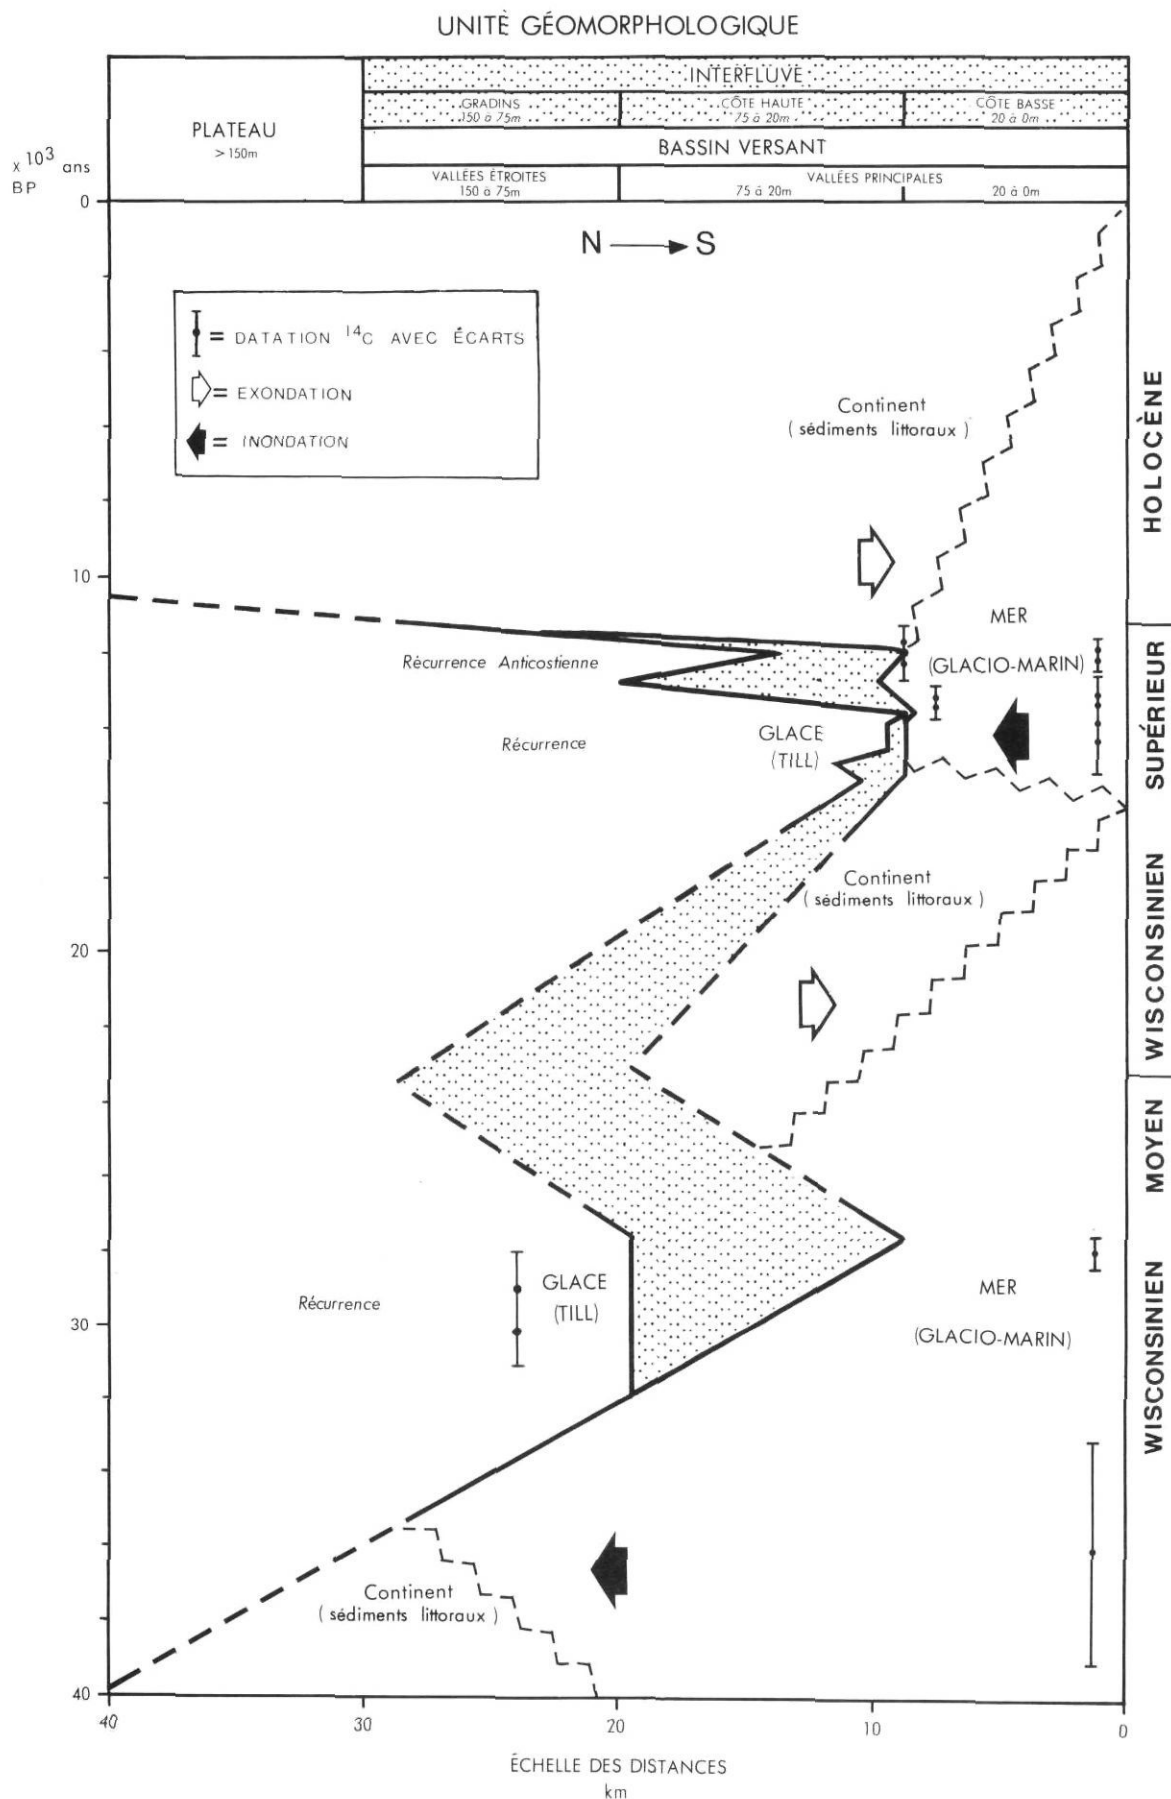 UNITÈ GÉOMORPHOLOGIQUE
INTERFLUVE
PLATEAU
>150m
GRADINS
150 à 75m
CÔTE HAUTE
75 à 20m
CÔTE BASSE
20 à 0m
BASSIN VERSANT
VALLÉES ÉTROITES
150 à 75m
VALLÉES PRINCIPALES
75 à 20m
20 à 0m
x 10³ ans
BP
0
N S
= DATATION ¹⁴C AVEC ÉCARTS
= EXONDATION
= INONDATION
Continent
(sédiments littoraux)
HOLOCÈNE
10
MER
(GLACIO-MARIN)
Récurrence Anticostienne
Récurrence
GLACE
(TILL)
SUPÉRIEUR
WISCONSINIEN
Continent
(sédiments littoraux)
20
MOYEN
WISCONSINIEN
GLACE
(TILL)
Récurrence
MER
(GLACIO-MARIN)
30
Continent
(sédiments littoraux)
40
40 30 20 10 0
ÉCHELLE DES DISTANCES
km